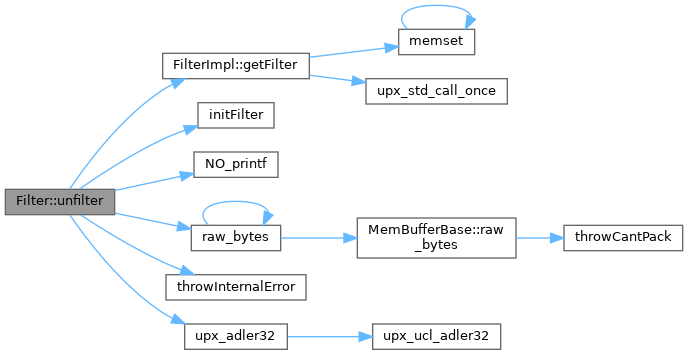 memset
FilterImpl::getFilter
upx_std_call_once
initFilter
NO_printf
Filter::unfilter
raw_bytes
MemBufferBase::raw
_bytes
throwCantPack
throwInternalError
upx_adler32
upx_ucl_adler32